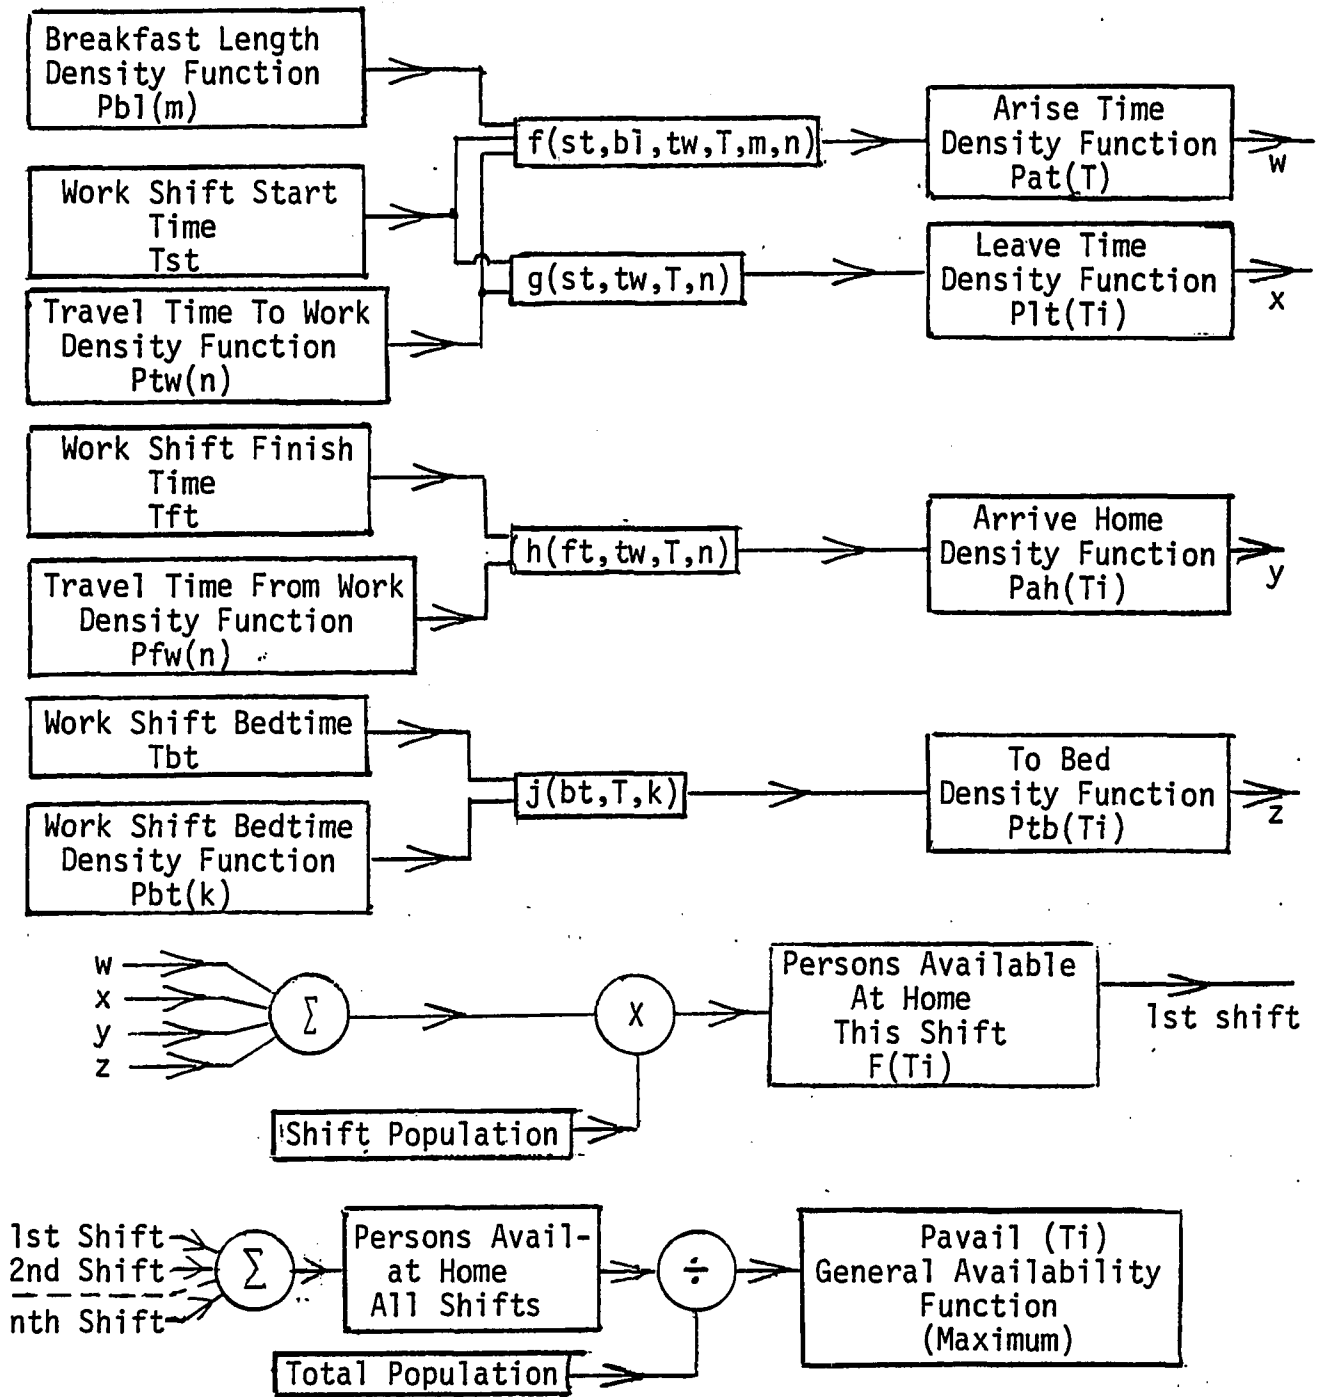 Breakfast Length
Density Function
Pbl(m)
Work Shift Start
Time
Tst
Travel Time To Work
Density Function
Ptw(n)
f(st,bl,tw,T,m,n)
g(st,tw,T,n)
Arise Time
Density Function
Pat(T)
w
Leave Time
Density Function
Plt(Ti)
x
Work Shift Finish
Time
Tft
Travel Time From Work
Density Function
Pfw(n)
h(ft,tw,T,n)
Arrive Home
Density Function
Pah(Ti)
y
Work Shift Bedtime
Tbt
Work Shift Bedtime
Density Function
Pbt(k)
j(bt,T,k)
To Bed
Density Function
Ptb(Ti)
z
w
x
y
z
Σ
X
Shift Population
Persons Available
At Home
This Shift
F(Ti)
1st shift
1st Shift
2nd Shift
nth Shift
Σ
Persons Avail-
at Home
All Shifts
÷
Total Population
Pavail (Ti)
General Availability
Function
(Maximum)